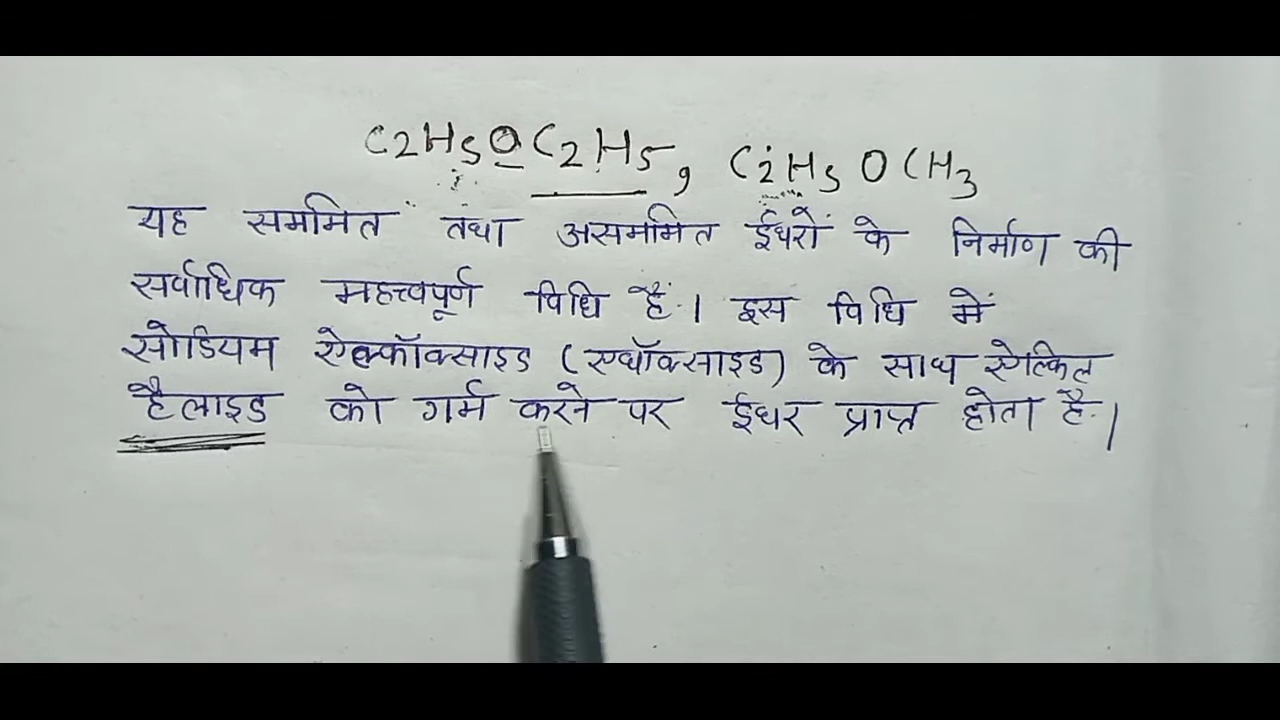 C2H5OC2H5, C2H5OCH3
यह सममित तथा असममित ईथरों के निर्माण की
सर्वाधिक महत्त्वपूर्ण विधि है। इस विधि में
सोडियम ऐल्कॉक्साइड (एथॉक्साइड) के साथ ऐल्किल
हैलाइड को गर्म करने पर ईथर प्राप्त होता है।